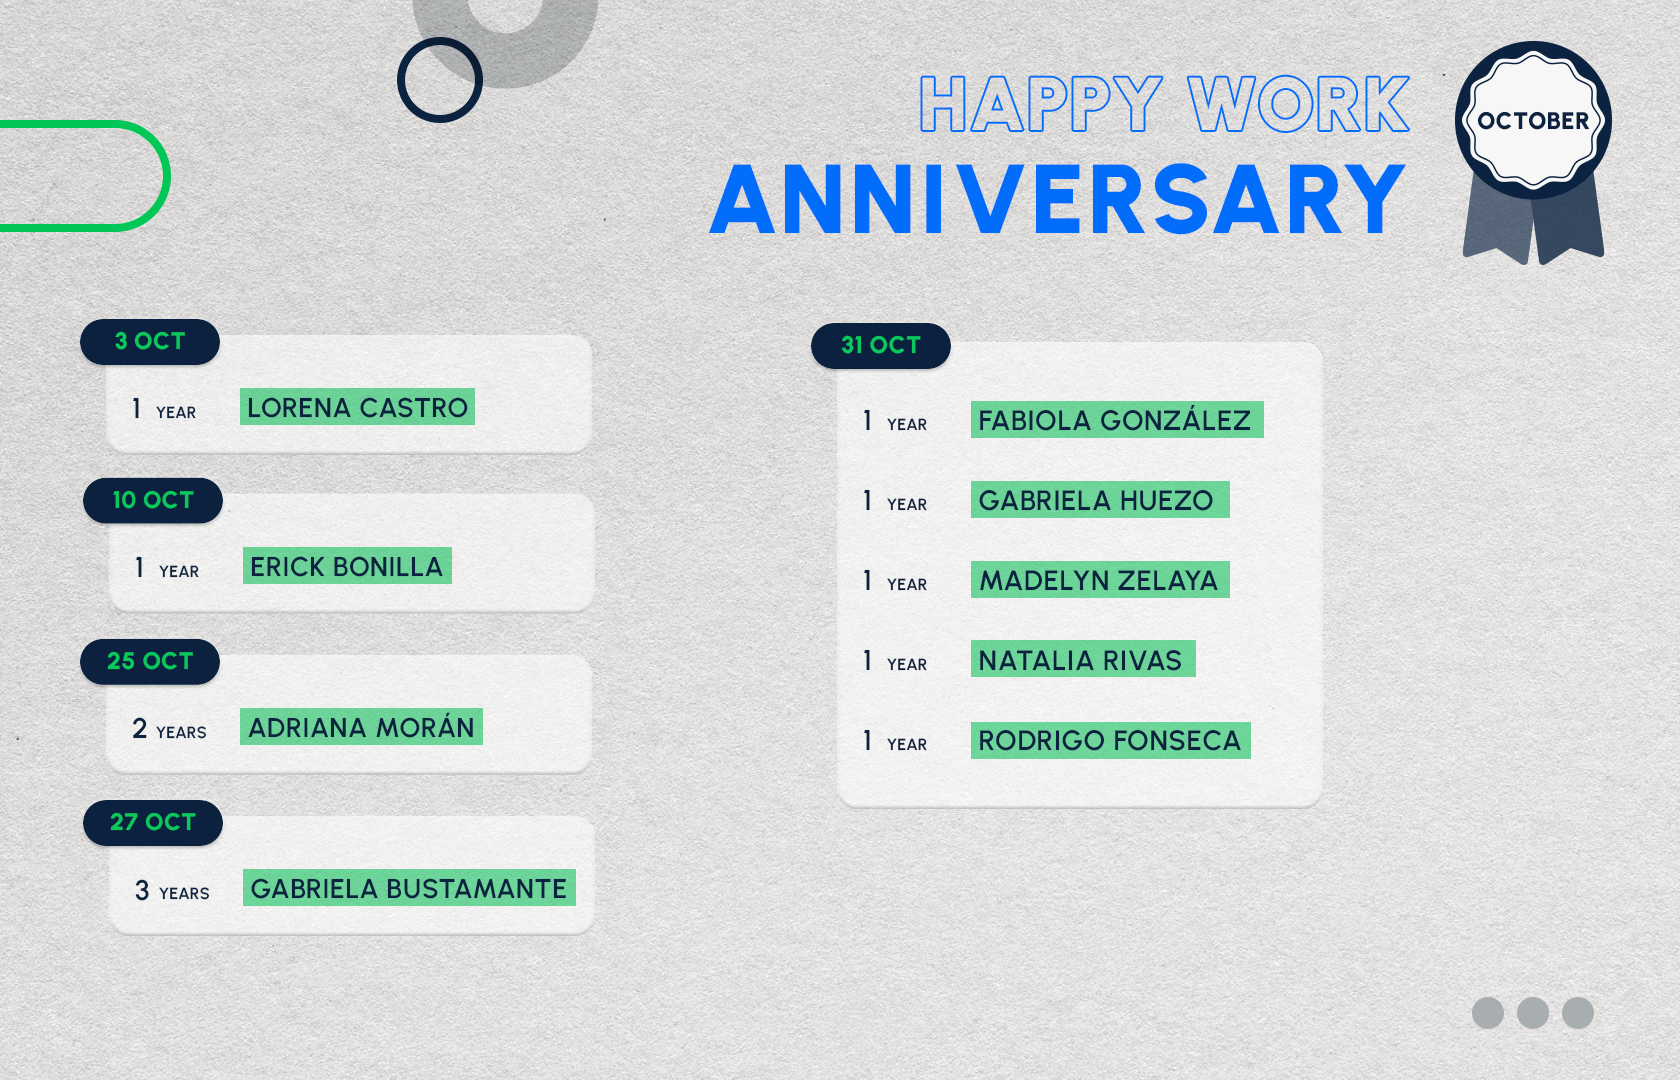 HAPPY WORK
ANNIVERSARY
OCTOBER
3 OCT
1 YEAR LORENA CASTRO
10 OCT
1 YEAR ERICK BONILLA
25 OCT
2 YEARS ADRIANA MORÁN
27 OCT
3 YEARS GABRIELA BUSTAMANTE
31 OCT
1 YEAR FABIOLA GONZÁLEZ
1 YEAR GABRIELA HUEZO
1 YEAR MADELYN ZELAYA
1 YEAR NATALIA RIVAS
1 YEAR RODRIGO FONSECA